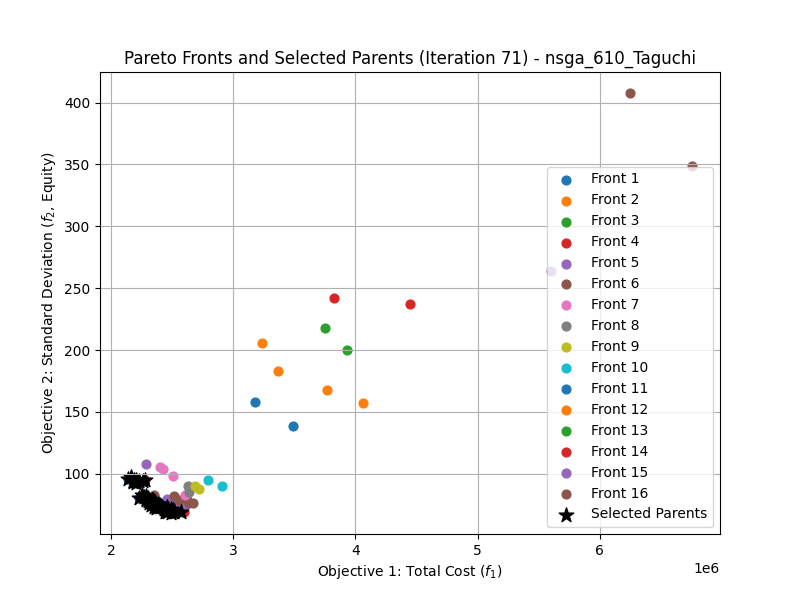 Pareto Fronts and Selected Parents (Iteration 71) - nsga_610_Taguchi
400
350
300
250
200
150
100
Objective 2: Standard Deviation (f₂, Equity)
2
3
4
5
6
1e6
Objective 1: Total Cost (f₁)
Front 1
Front 2
Front 3
Front 4
Front 5
Front 6
Front 7
Front 8
Front 9
Front 10
Front 11
Front 12
Front 13
Front 14
Front 15
Front 16
Selected Parents